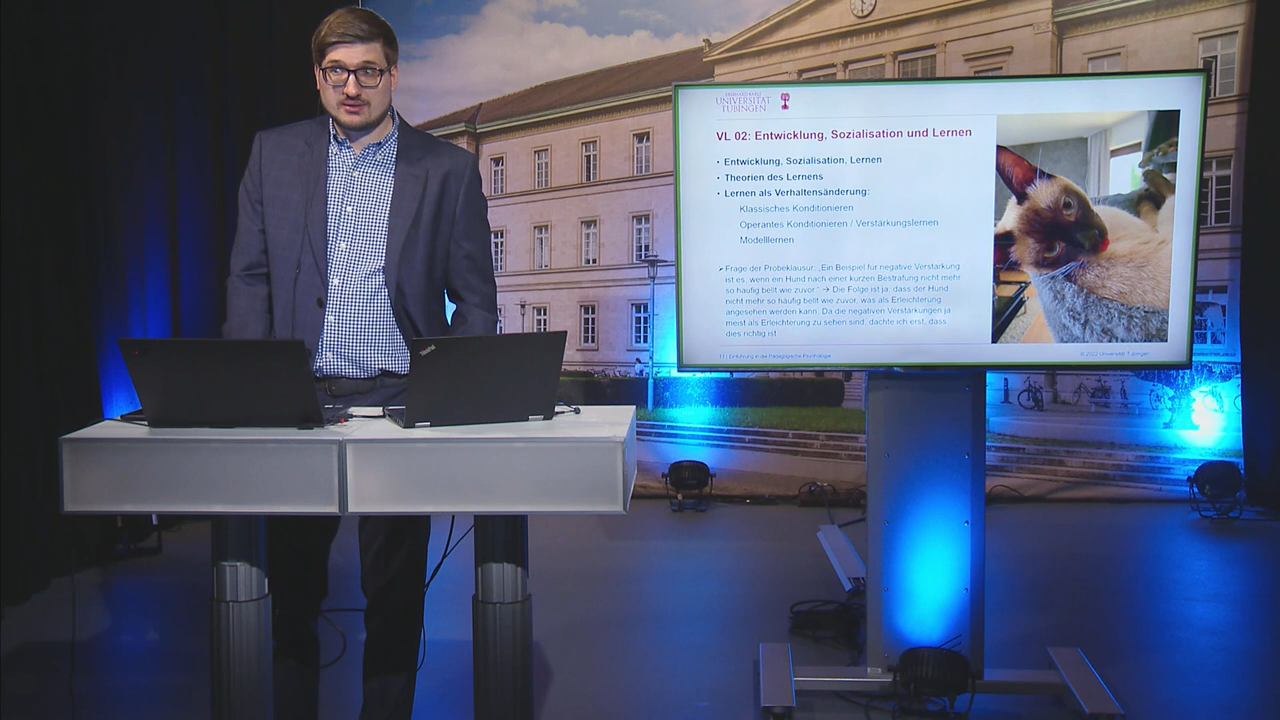 EBERHARD KARLS
UNIVERSITÄT
TÜBINGEN
VL 02: Entwicklung, Sozialisation und Lernen
• Entwicklung, Sozialisation, Lernen
• Theorien des Lernens
• Lernen als Verhaltensänderung:
Klassisches Konditionieren
Operantes Konditionieren / Verstärkungslernen
Modelllernen
➢ Frage der Probeklausur: „Ein Beispiel für negative Verstärkung
ist es, wenn ein Hund nach einer kurzen Bestrafung nicht mehr
so häufig bellt wie zuvor.“ → Die Folge ist ja, dass der Hund
nicht mehr so häufig bellt wie zuvor, was als Erleichterung
angesehen werden kann. Da die negativen Verstärkungen ja
meist als Erleichterung zu sehen sind, dachte ich erst, dass
dies richtig ist
11 | Einführung in die Pädagogische Psychologie
© 2022 Universität Tübingen
ThinkPad